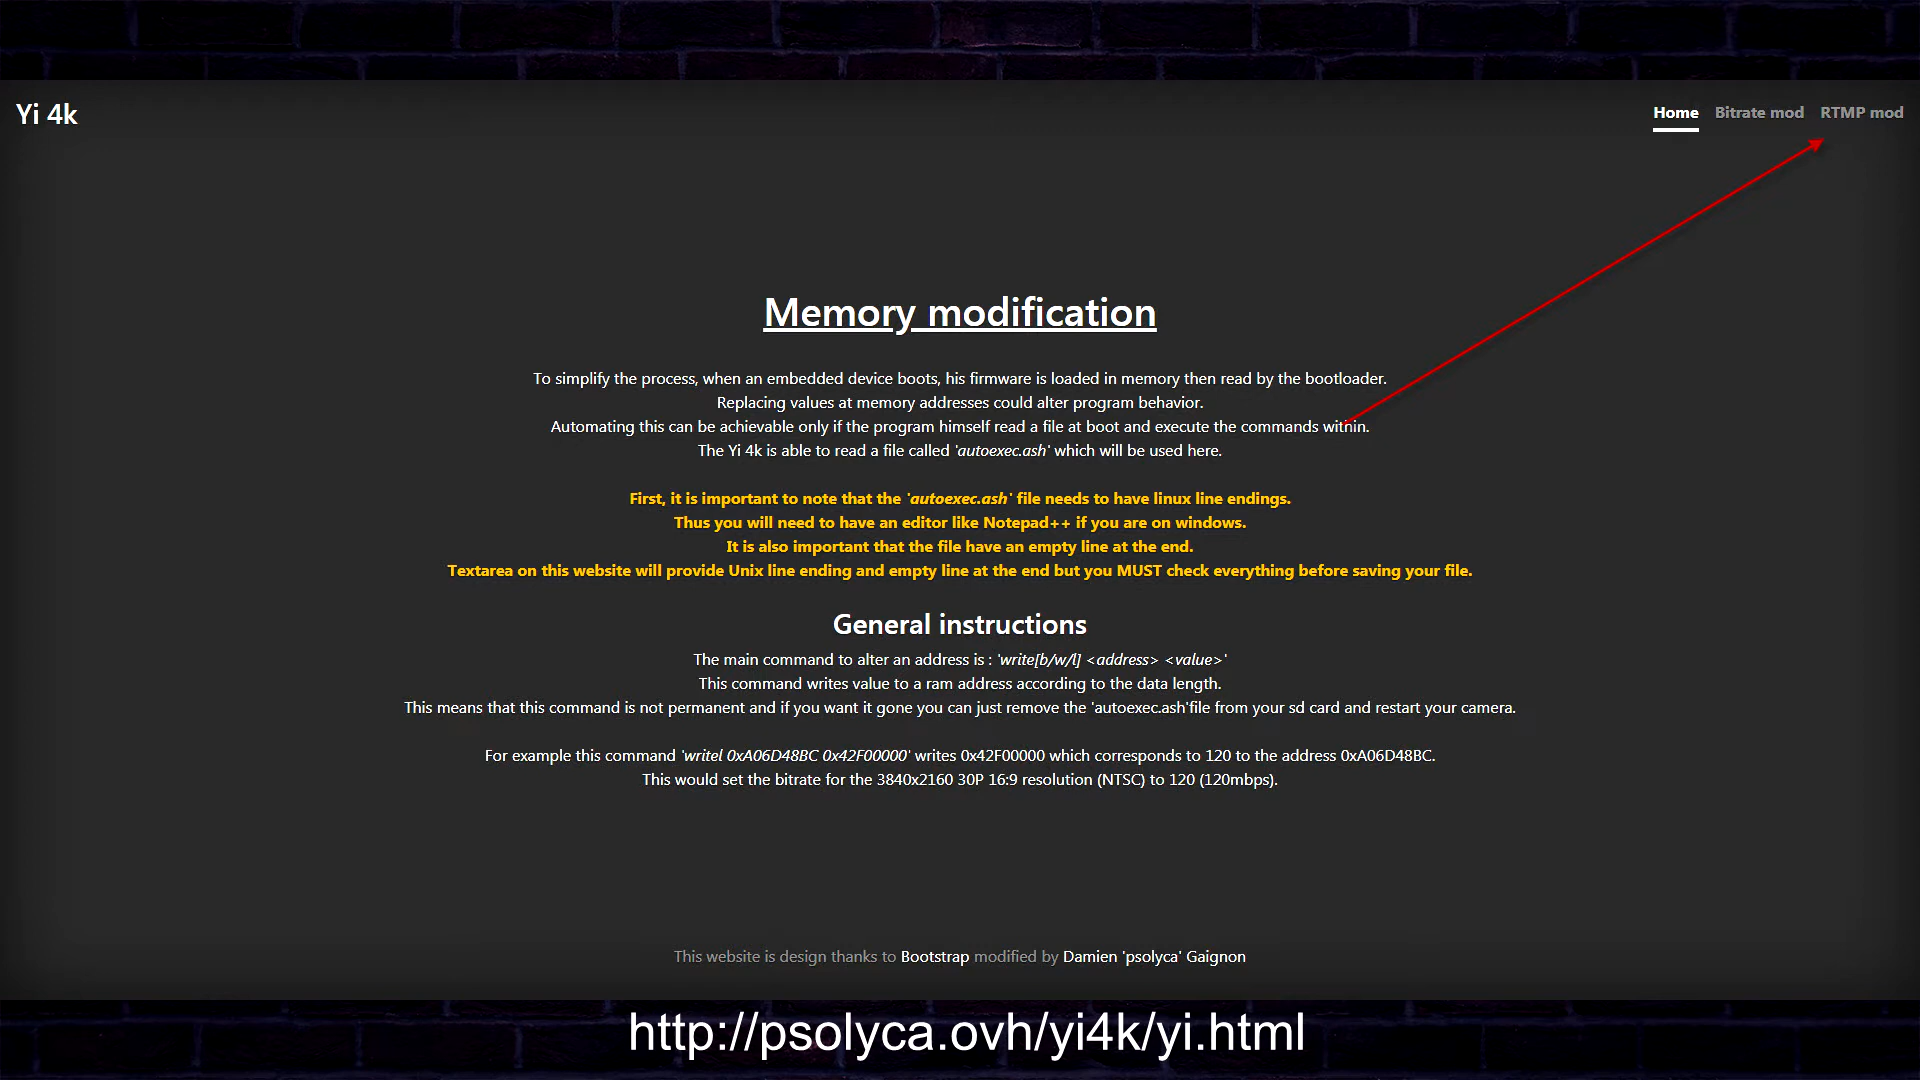 Yi 4k
Home Bitrate mod RTMP mod
Memory modification
To simplify the process, when an embedded device boots, his firmware is loaded in memory then read by the bootloader.
Replacing values at memory addresses could alter program behavior.
Automating this can be achievable only if the program himself read a file at boot and execute the commands within.
The Yi 4k is able to read a file called 'autoexec.ash' which will be used here.
First, it is important to note that the 'autoexec.ash' file needs to have linux line endings.
Thus you will need to have an editor like Notepad++ if you are on windows.
It is also important that the file have an empty line at the end.
Textarea on this website will provide Unix line ending and empty line at the end but you MUST check everything before saving your file.
General instructions
The main command to alter an address is : 'write[b/w/l] <address> <value>'
This command writes value to a ram address according to the data length.
This means that this command is not permanent and if you want it gone you can just remove the 'autoexec.ash'file from your sd card and restart your camera.
For example this command 'writel 0xA06D48BC 0x42F00000' writes 0x42F00000 which corresponds to 120 to the address 0xA06D48BC.
This would set the bitrate for the 3840x2160 30P 16:9 resolution (NTSC) to 120 (120mbps).
This website is design thanks to Bootstrap modified by Damien 'psolyca' Gaignon
http://psolyca.ovh/yi4k/yi.html